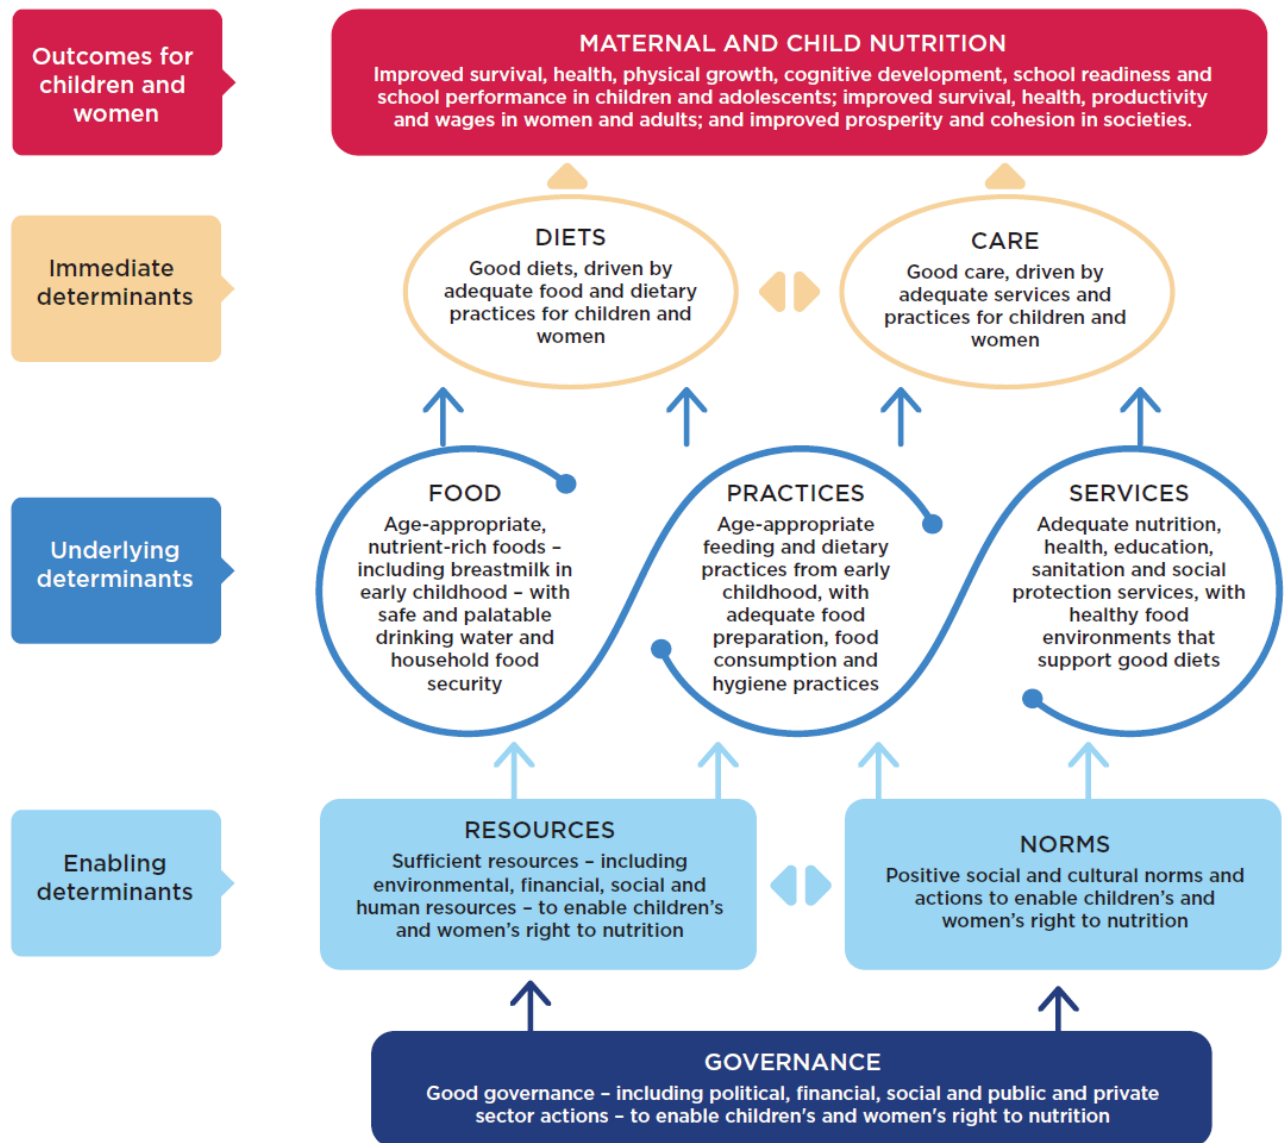 Outcomes for
children and
women
MATERNAL AND CHILD NUTRITION
Improved survival, health, physical growth, cognitive development, school readiness and
school performance in children and adolescents; improved survival, health, productivity
and wages in women and adults; and improved prosperity and cohesion in societies.
Immediate
determinants
DIETS
Good diets, driven by
adequate food and dietary
practices for children and
women
CARE
Good care, driven by
adequate services and
practices for children and
women
Underlying
determinants
FOOD
Age-appropriate,
nutrient-rich foods –
including breastmilk in
early childhood – with
safe and palatable
drinking water and
household food
security
PRACTICES
Age-appropriate
feeding and dietary
practices from early
childhood, with
adequate food
preparation, food
consumption and
hygiene practices
SERVICES
Adequate nutrition,
health, education,
sanitation and social
protection services, with
healthy food
environments that
support good diets
Enabling
determinants
RESOURCES
Sufficient resources – including
environmental, financial, social and
human resources – to enable children’s
and women’s right to nutrition
NORMS
Positive social and cultural norms and
actions to enable children’s and
women’s right to nutrition
GOVERNANCE
Good governance – including political, financial, social and public and private
sector actions – to enable children's and women's right to nutrition